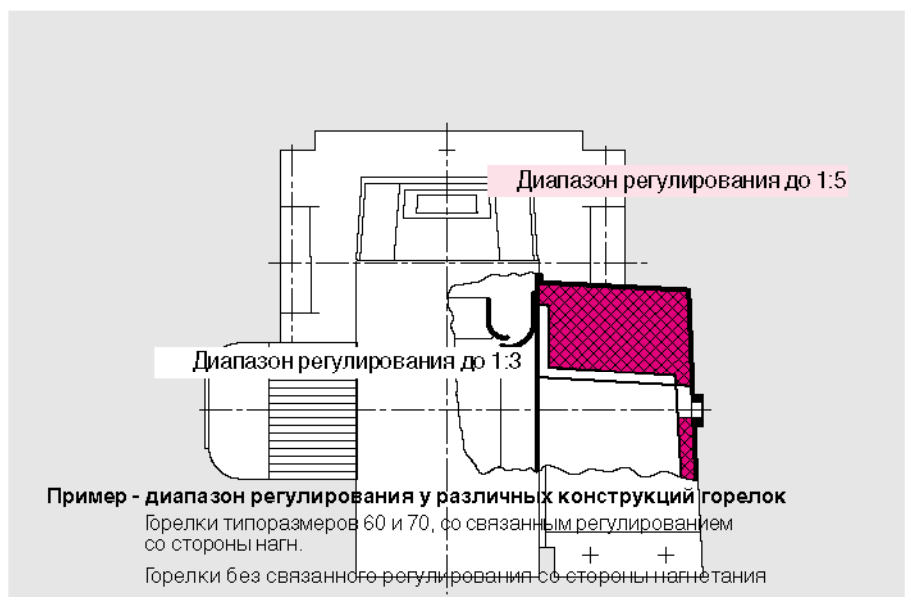 Диапазон регулирования до 1:5
Диапазон регулирования до 1:3
Пример - диапазон регулирования у различных конструкций горелок
Горелки типоразмеров 60 и 70, со связанным регулированием
со стороны нагн.
Горелки без связанного регулирования со стороны нагнетания